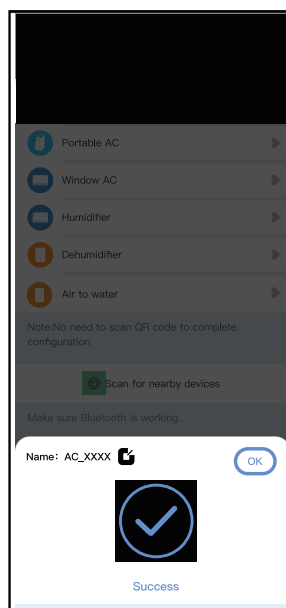 Portable AC
Window AC
Humidifier
Dehumidifier
Air to water
Note:No need to scan QR code to complete
configuration
Scan for nearby devices
Make sure Bluetooth is working.
Name: AC_XXXX
OK
Success